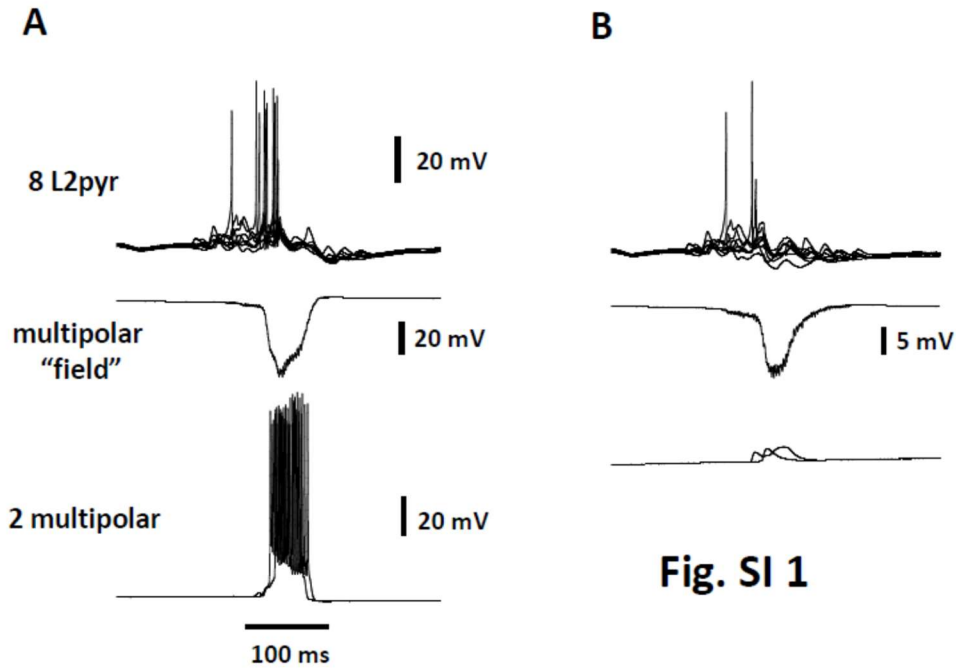 A
B
20 mV
8 L2pyr
multipolar
“field”
20 mV
5 mV
2 multipolar
20 mV
Fig. SI 1
100 ms